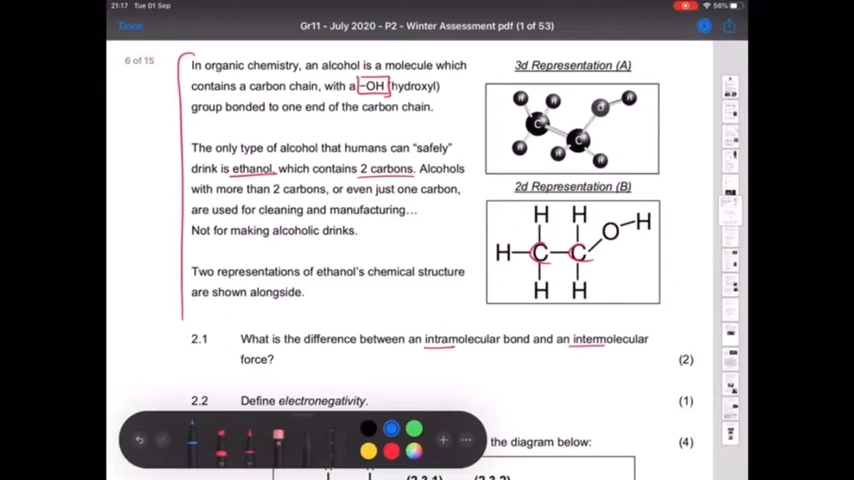 21:17 Tue 01 Sep
56%
Done
Gr11 - July 2020 - P2 - Winter Assessment pdf (1 of 53)
6 of 15
In organic chemistry, an alcohol is a molecule which
contains a carbon chain, with a –OH (hydroxyl)
group bonded to one end of the carbon chain.
The only type of alcohol that humans can “safely”
drink is ethanol, which contains 2 carbons. Alcohols
with more than 2 carbons, or even just one carbon,
are used for cleaning and manufacturing…
Not for making alcoholic drinks.
Two representations of ethanol’s chemical structure
are shown alongside.
3d Representation (A)
H H O H
C
C
H H H
2d Representation (B)
H H O–H
H–C–C
H H
2.1 What is the difference between an intramolecular bond and an intermolecular
force? (2)
2.2 Define electronegativity. (1)
the diagram below: (4)
(2.3.1) (2.3.2)